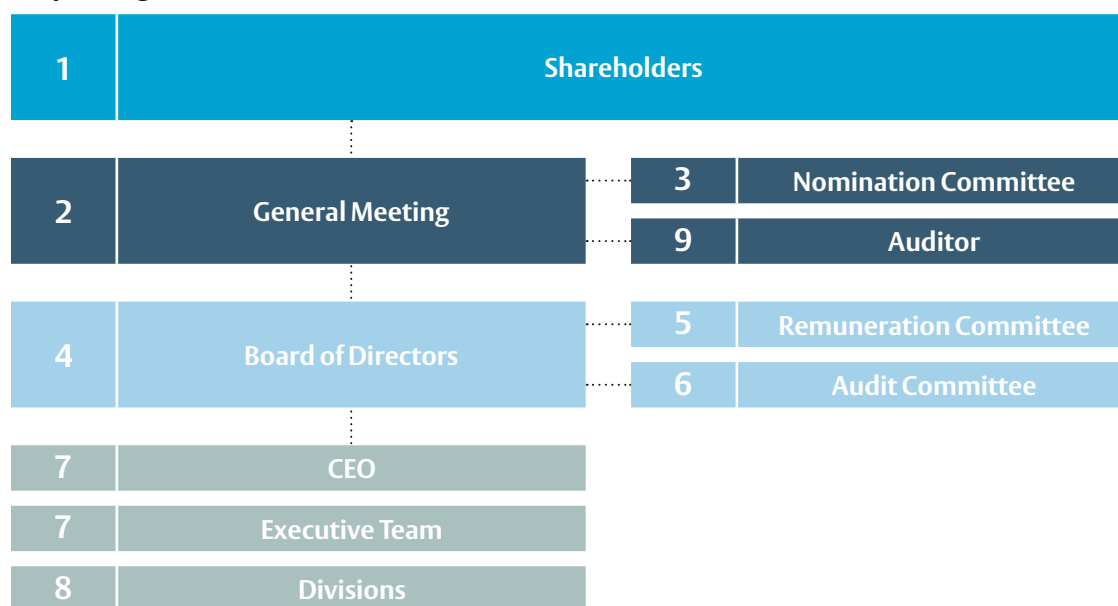 1 Shareholders
2 General Meeting
3 Nomination Committee
9 Auditor
4 Board of Directors
5 Remuneration Committee
6 Audit Committee
7 CEO
7 Executive Team
8 Divisions